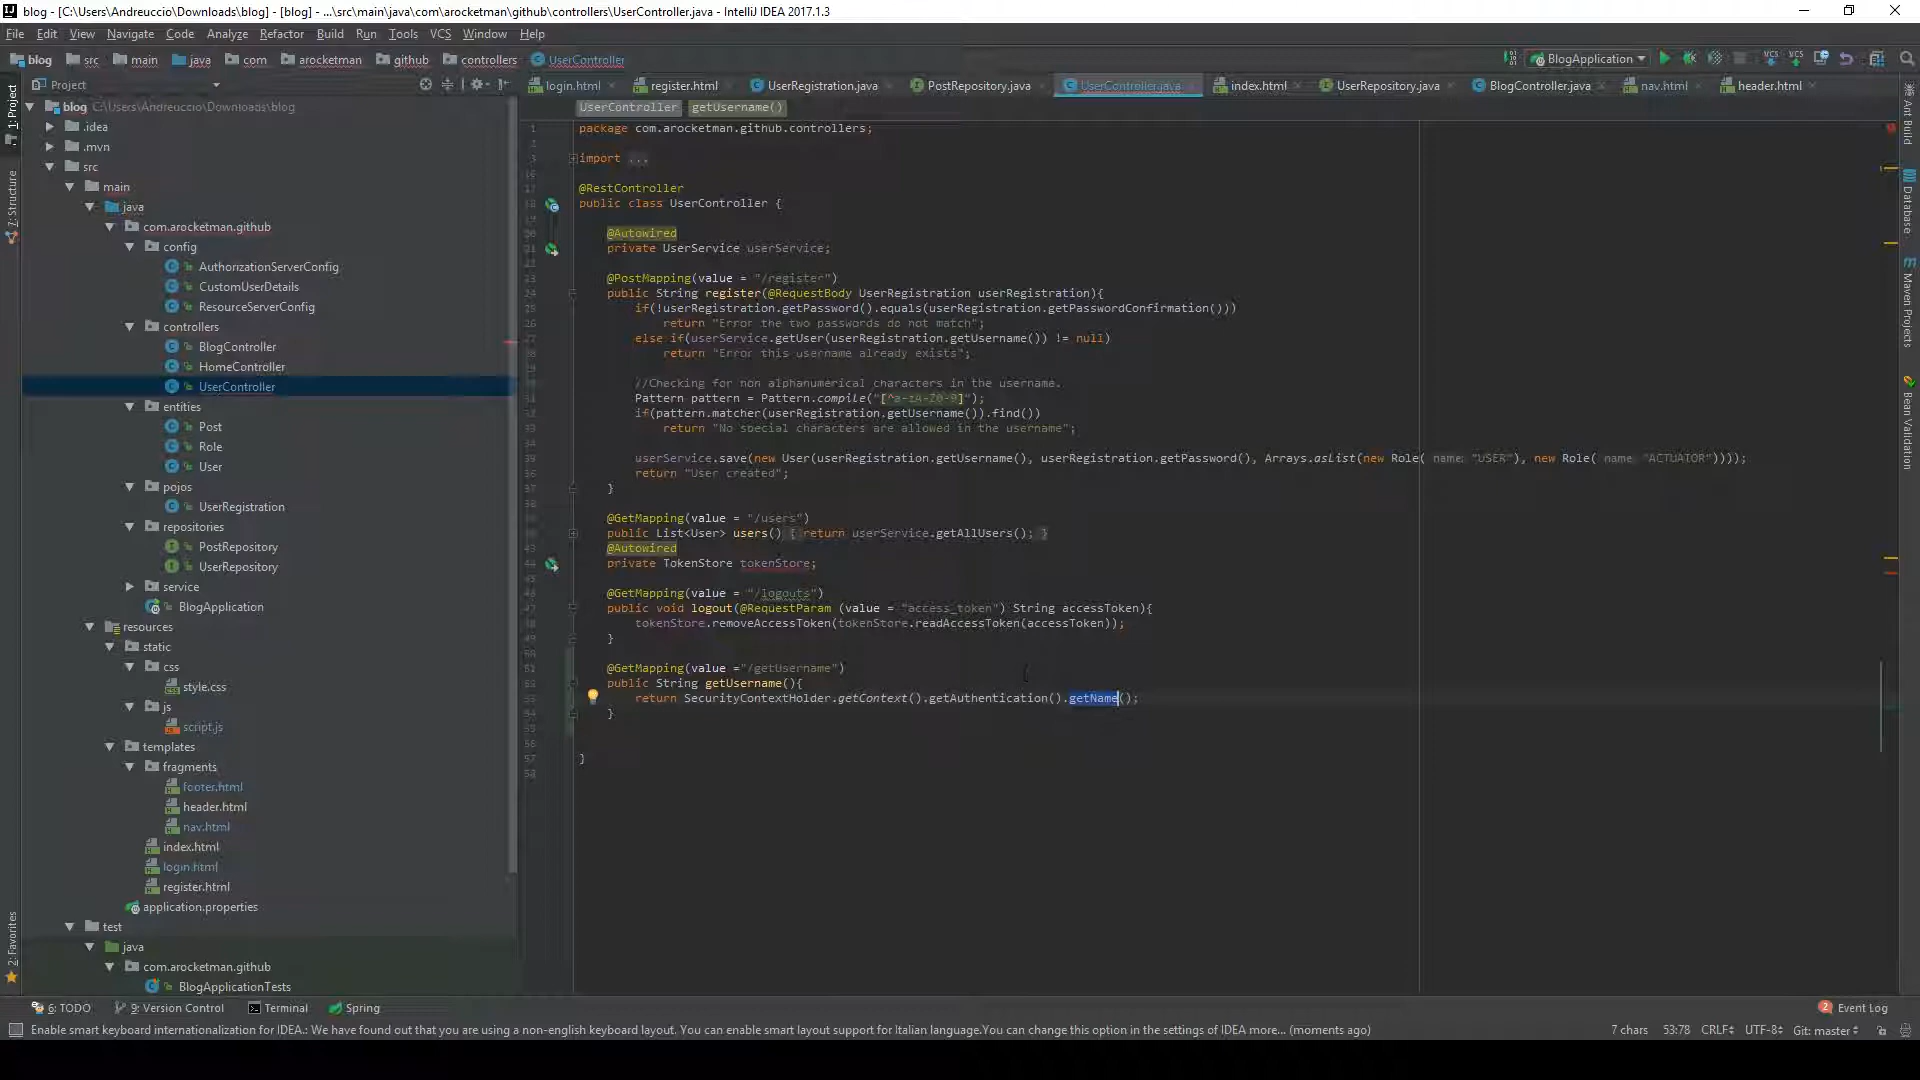 blog - [C:\Users\Andreuccio\Downloads\blog] - [blog] - ...\src\main\java\com\arocketman\github\controllers\UserController.java - IntelliJ IDEA 2017.1.3
File Edit View Navigate Code Analyze Refactor Build Run Tools VCS Window Help
blog src main java com arocketman github controllers UserController BlogApplication
Project
login.html register.html UserRegistration.java PostRepository.java UserController.java index.html UserRepository.java BlogController.java nav.html header.html
UserController getUsername()
1: Project
7: Structure
2: Favorites
blog C:\Users\Andreuccio\Downloads\blog
.idea
.mvn
src
main
java
com.arocketman.github
config
AuthorizationServerConfig
CustomUserDetails
ResourceServerConfig
controllers
BlogController
HomeController
UserController
entities
Post
Role
User
pojos
UserRegistration
repositories
PostRepository
UserRepository
service
BlogApplication
resources
static
css
style.css
js
script.js
templates
fragments
footer.html
header.html
nav.html
index.html
login.html
register.html
application.properties
test
java
com.arocketman.github
BlogApplicationTests
package com.arocketman.github.controllers;
import ...
@RestController
public class UserController {
@Autowired
private UserService userService;
@PostMapping(value = "/register")
public String register(@RequestBody UserRegistration userRegistration){
if(!userRegistration.getPassword().equals(userRegistration.getPasswordConfirmation()))
return "Error the two passwords do not match";
else if(userService.getUser(userRegistration.getUsername()) != null)
return "Error this username already exists";
//Checking for non alphanumerical characters in the username.
Pattern pattern = Pattern.compile("[^a-zA-Z0-9]");
if(pattern.matcher(userRegistration.getUsername()).find())
return "No special characters are allowed in the username";
userService.save(new User(userRegistration.getUsername(), userRegistration.getPassword(), Arrays.asList(new Role( name: "USER"), new Role( name: "ACTUATOR"))));
return "User created";
}
@GetMapping(value = "/users")
public List<User> users() { return userService.getAllUsers(); }
@Autowired
private TokenStore tokenStore;
@GetMapping(value = "/logouts")
public void logout(@RequestParam (value = "access_token") String accessToken){
tokenStore.removeAccessToken(tokenStore.readAccessToken(accessToken));
}
@GetMapping(value ="/getUsername")
public String getUsername(){
return SecurityContextHolder.getContext().getAuthentication().getName();
}
}
Ant Build
Database
Maven Projects
Bean Validation
6: TODO 9: Version Control Terminal Spring 2 Event Log
Enable smart keyboard internationalization for IDEA.: We have found out that you are using a non-english keyboard layout. You can enable smart layout support for Italian language.You can change this option in the settings of IDEA more... (moments ago) 7 chars 53:78 CRLF UTF-8 Git: master